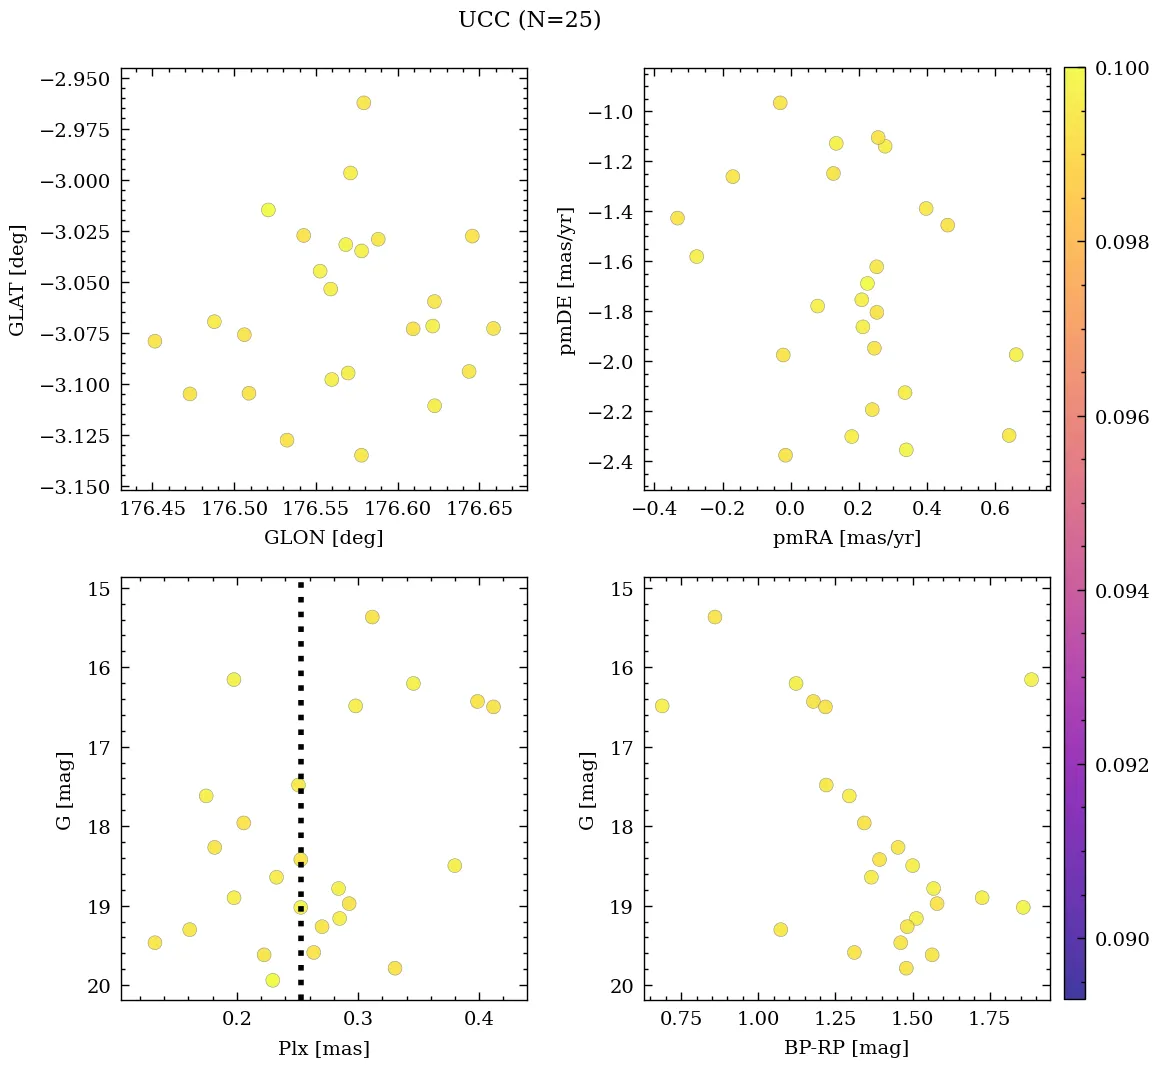 UCC (N=25)
−2.950
−2.975
−3.000
−3.025
−3.050
−3.075
−3.100
−3.125
−3.150
GLAT [deg]
176.45 176.50 176.55 176.60 176.65
GLON [deg]
−1.0
−1.2
−1.4
−1.6
−1.8
−2.0
−2.2
−2.4
pmDE [mas/yr]
−0.4 −0.2 0.0 0.2 0.4 0.6
pmRA [mas/yr]
15
16
17
18
19
20
G [mag]
0.2 0.3 0.4
Plx [mas]
15
16
17
18
19
20
G [mag]
0.75 1.00 1.25 1.50 1.75
BP-RP [mag]
0.100
0.098
0.096
0.094
0.092
0.090